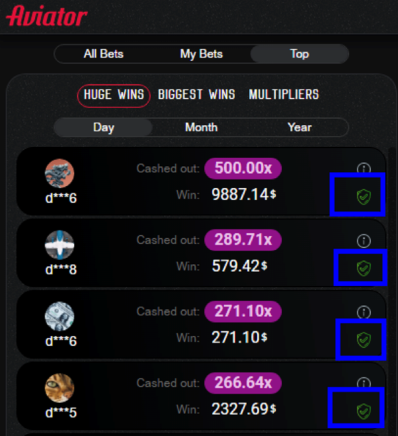 Aviator
All Bets My Bets Top
HUGE WINS BIGGEST WINS MULTIPLIERS
Day Month Year
Cashed out: 500.00x
d***6 Win: 9887.14$
Cashed out: 289.71x
d***8 Win: 579.42$
Cashed out: 271.10x
d***6 Win: 271.10$
Cashed out: 266.64x
d***5 Win: 2327.69$